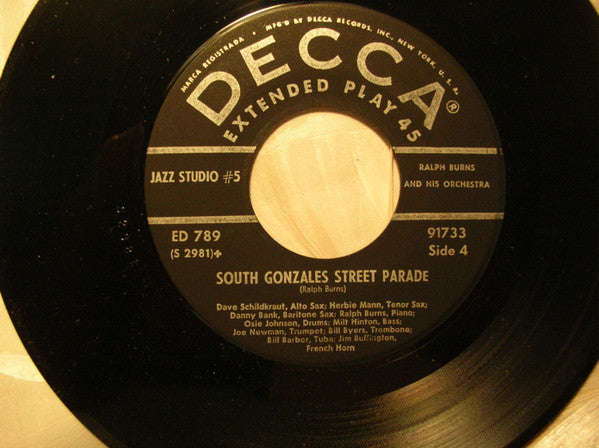 MARCA REGISTRADA • MFG'D BY DECCA RECORDS, INC., NEW YORK, U.S.A.
DECCA®
EXTENDED PLAY 45
JAZZ STUDIO #5
RALPH BURNS
AND HIS ORCHESTRA
ED 789
(S 2981)+
91733
Side 4
SOUTH GONZALES STREET PARADE
(Ralph Burns)
Dave Schildkraut, Alto Sax; Herbie Mann, Tenor Sax;
Danny Bank, Baritone Sax; Ralph Burns, Piano;
Osie Johnson, Drums; Milt Hinton, Bass;
Joe Newman, Trumpet; Bill Byers, Trombone;
Bill Barber, Tuba; Jim Buffington,
French Horn